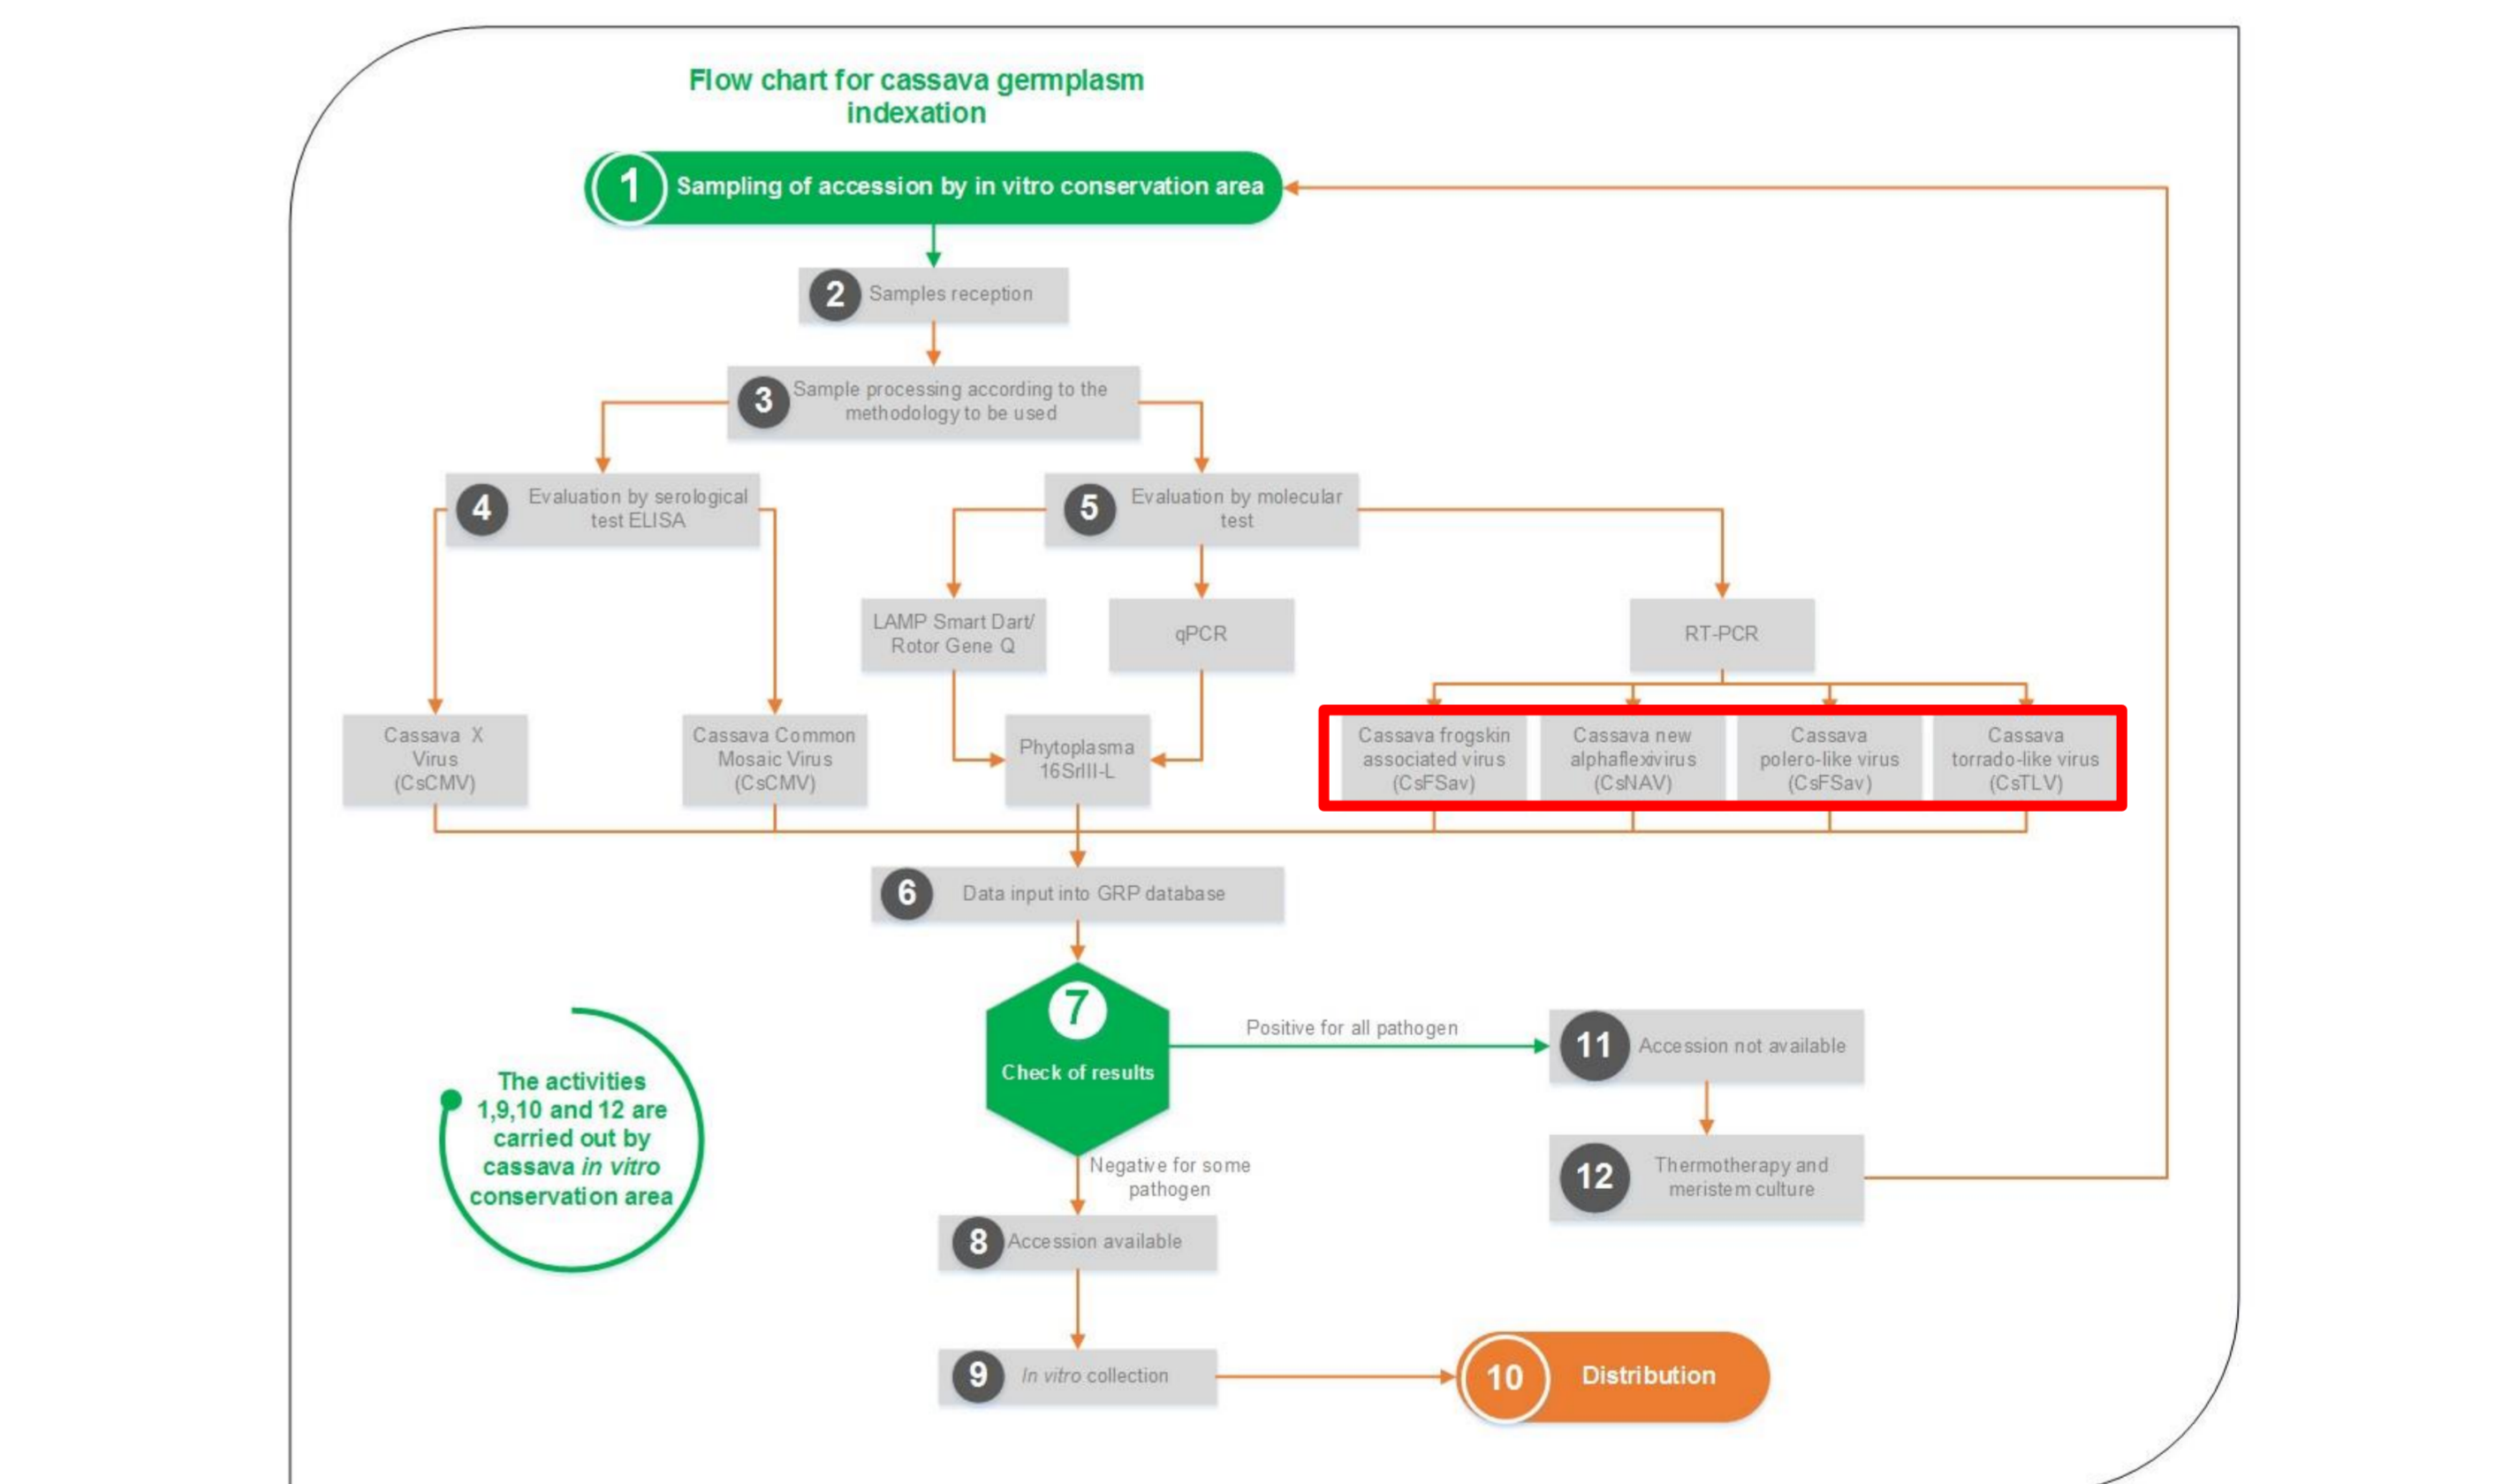 Flow chart for cassava germplasm
indexation
1
Sampling of accession by in vitro conservation area
2
Samples reception
3
Sample processing according to the
methodology to be used
4
Evaluation by serological
test ELISA
5
Evaluation by molecular
test
LAMP Smart Dart/
Rotor Gene Q
qPCR
RT-PCR
Cassava X
Virus
(CsCMV)
Cassava Common
Mosaic Virus
(CsCMV)
Phytoplasma
16SrIII-L
Cassava frogskin
associated virus
(CsFSav)
Cassava new
alphaflexivirus
(CsNAV)
Cassava
polero-like virus
(CsFSav)
Cassava
torrado-like virus
(CsTLV)
6
Data input into GRP database
7
Check of results
Positive for all pathogen
11
Accession not available
12
Thermotherapy and
meristem culture
The activities
1,9,10 and 12 are
carried out by
cassava in vitro
conservation area
Negative for some
pathogen
8
Accession available
9
In vitro collection
10
Distribution